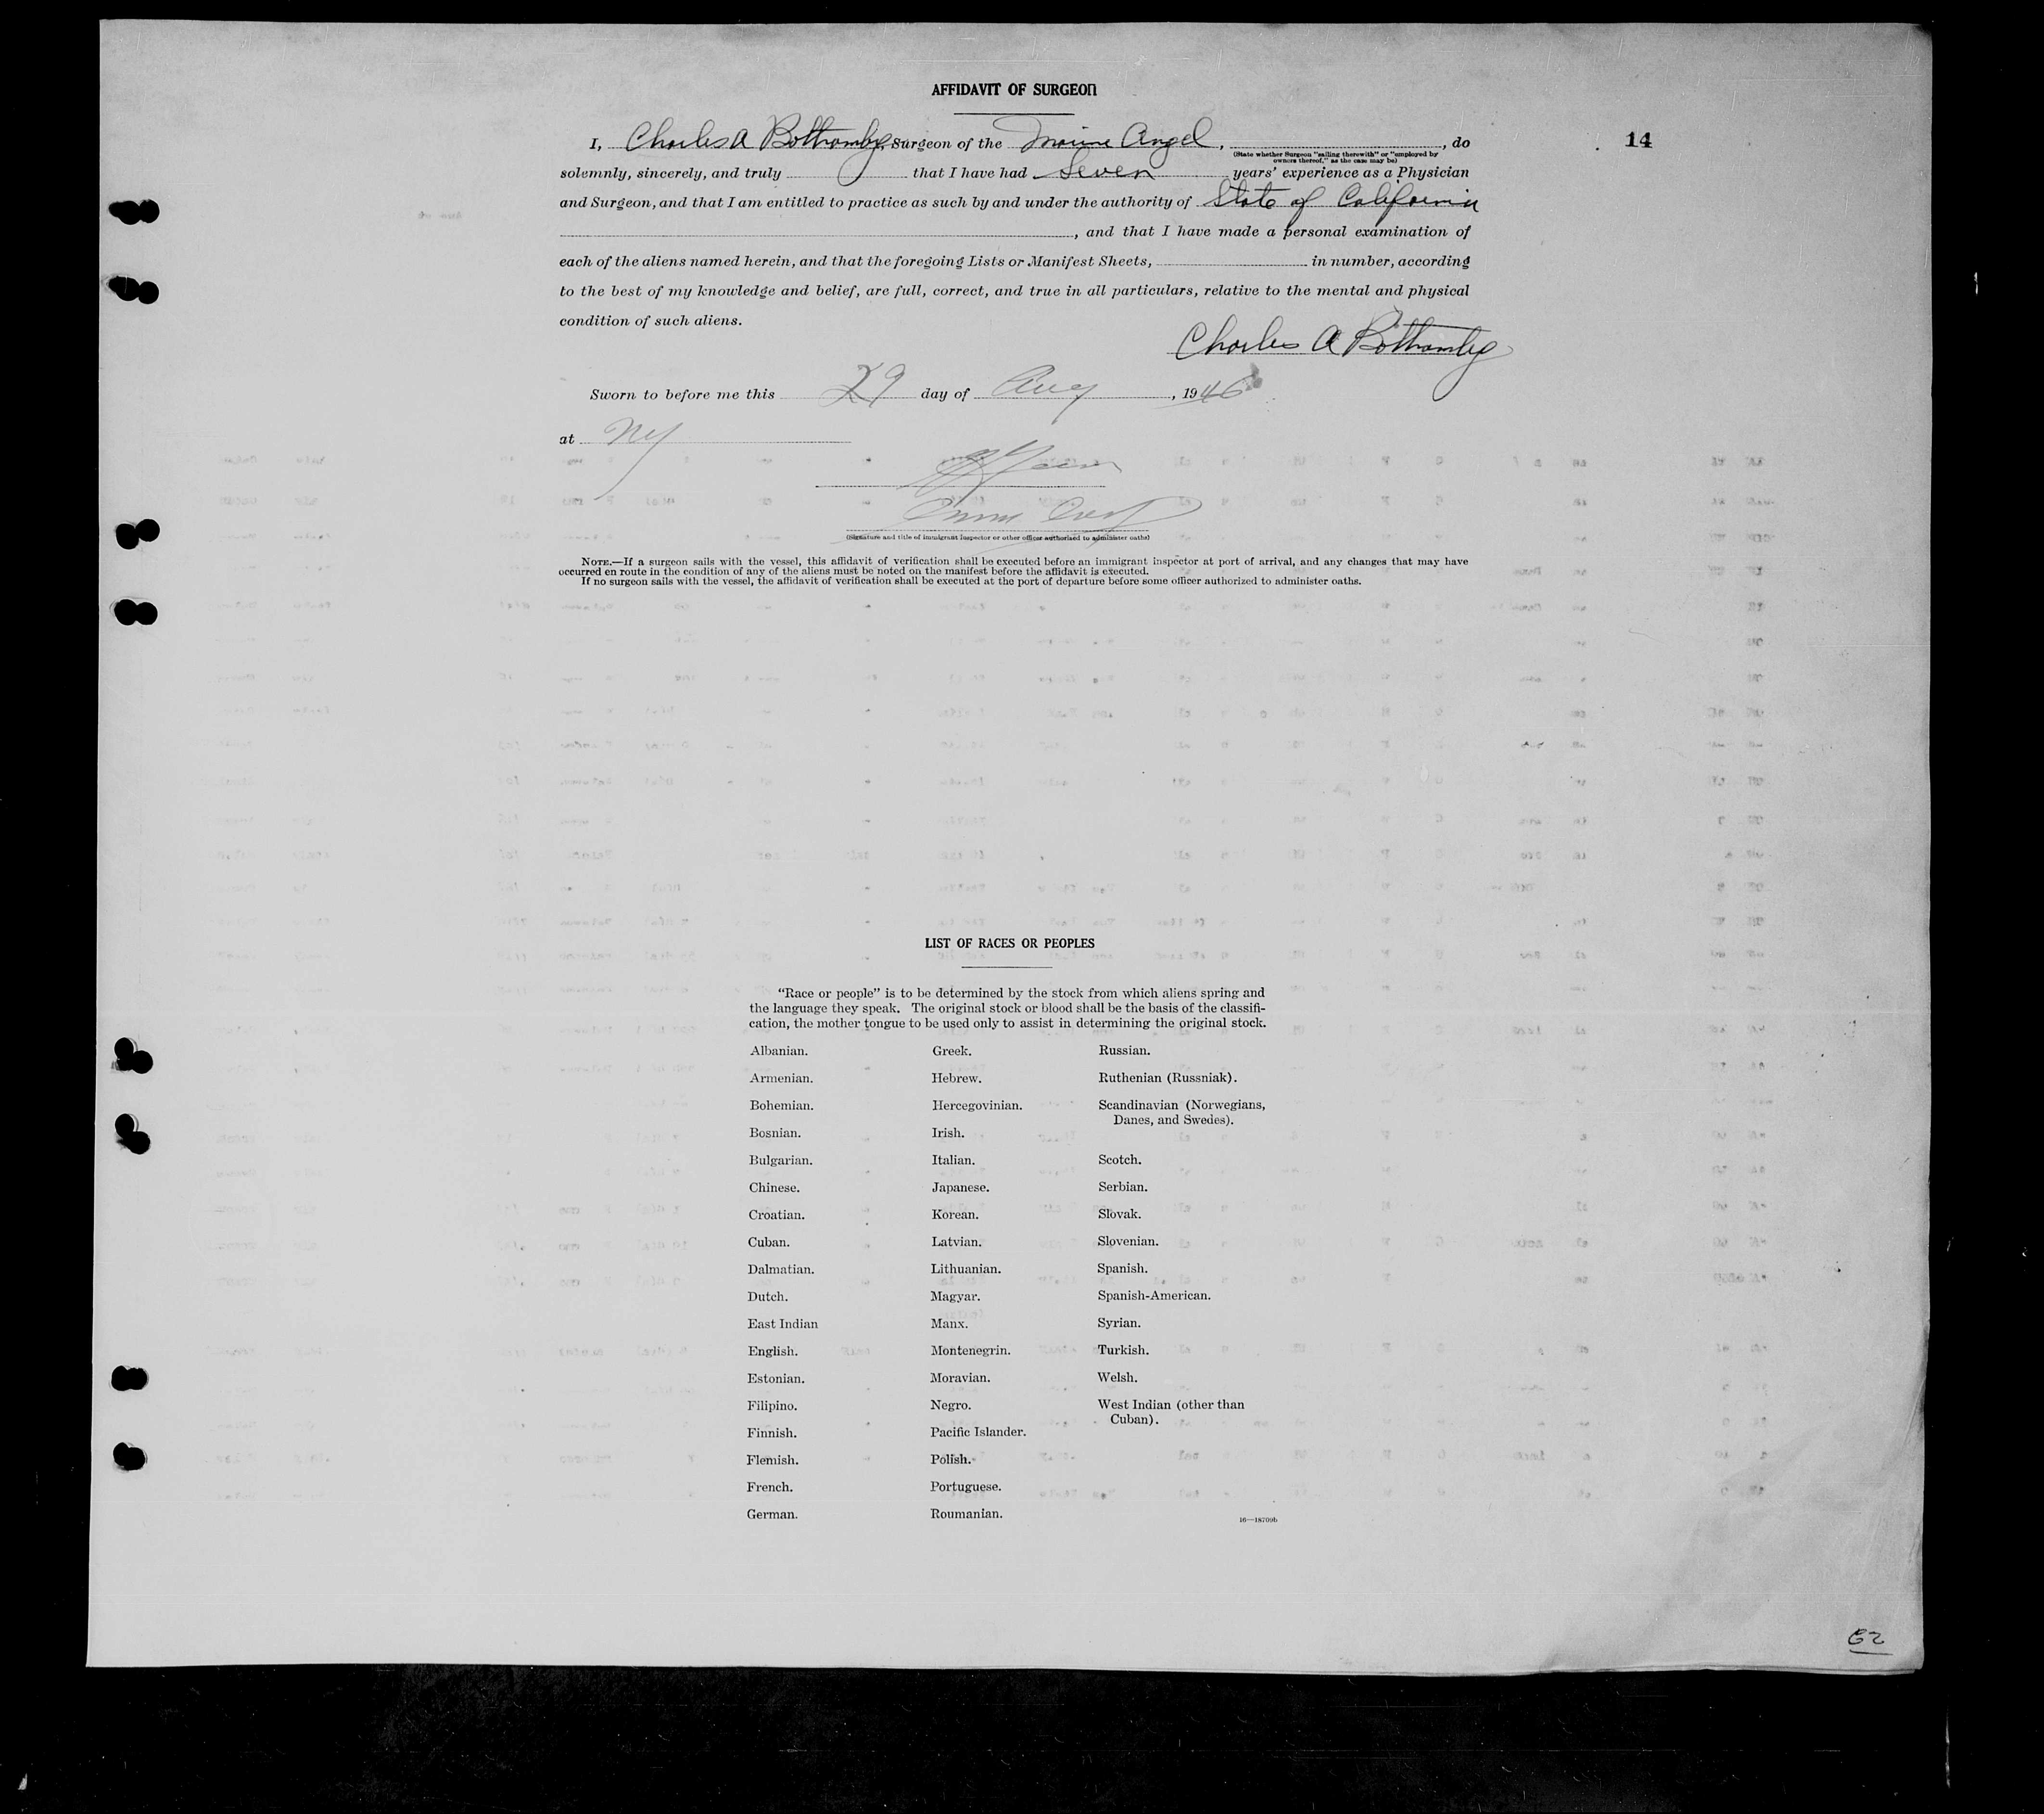 AFFIDAVIT OF SURGEON
14
I, Charles A Bothamley, Surgeon of the Marine Angel, , do
(State whether Surgeon "sailing therewith" or "employed by owners thereof," as the case may be)
solemnly, sincerely, and truly that I have had Seven years' experience as a Physician
and Surgeon, and that I am entitled to practice as such by and under the authority of State of California
, and that I have made a personal examination of
each of the aliens named herein, and that the foregoing Lists or Manifest Sheets, in number, according
to the best of my knowledge and belief, are full, correct, and true in all particulars, relative to the mental and physical
condition of such aliens.
Charles A Bothamley
Sworn to before me this 29 day of Aug, 1946
at NY
(Signature and title of immigrant inspector or other officer authorized to administer oaths)
NOTE.—If a surgeon sails with the vessel, this affidavit of verification shall be executed before an immigrant inspector at port of arrival, and any changes that may have
occurred en route in the condition of any of the aliens must be noted on the manifest before the affidavit is executed.
If no surgeon sails with the vessel, the affidavit of verification shall be executed at the port of departure before some officer authorized to administer oaths.
LIST OF RACES OR PEOPLES
"Race or people" is to be determined by the stock from which aliens spring and
the language they speak. The original stock or blood shall be the basis of the classifi-
cation, the mother tongue to be used only to assist in determining the original stock.
Albanian.
Armenian.
Bohemian.
Bosnian.
Bulgarian.
Chinese.
Croatian.
Cuban.
Dalmatian.
Dutch.
East Indian
English.
Estonian.
Filipino.
Finnish.
Flemish.
French.
German.
Greek.
Hebrew.
Hercegovinian.
Irish.
Italian.
Japanese.
Korean.
Latvian.
Lithuanian.
Magyar.
Manx.
Montenegrin.
Moravian.
Negro.
Pacific Islander.
Polish.
Portuguese.
Roumanian.
Russian.
Ruthenian (Russniak).
Scandinavian (Norwegians,
Danes, and Swedes).
Scotch.
Serbian.
Slovak.
Slovenian.
Spanish.
Spanish-American.
Syrian.
Turkish.
Welsh.
West Indian (other than
Cuban).
16—18709b
62